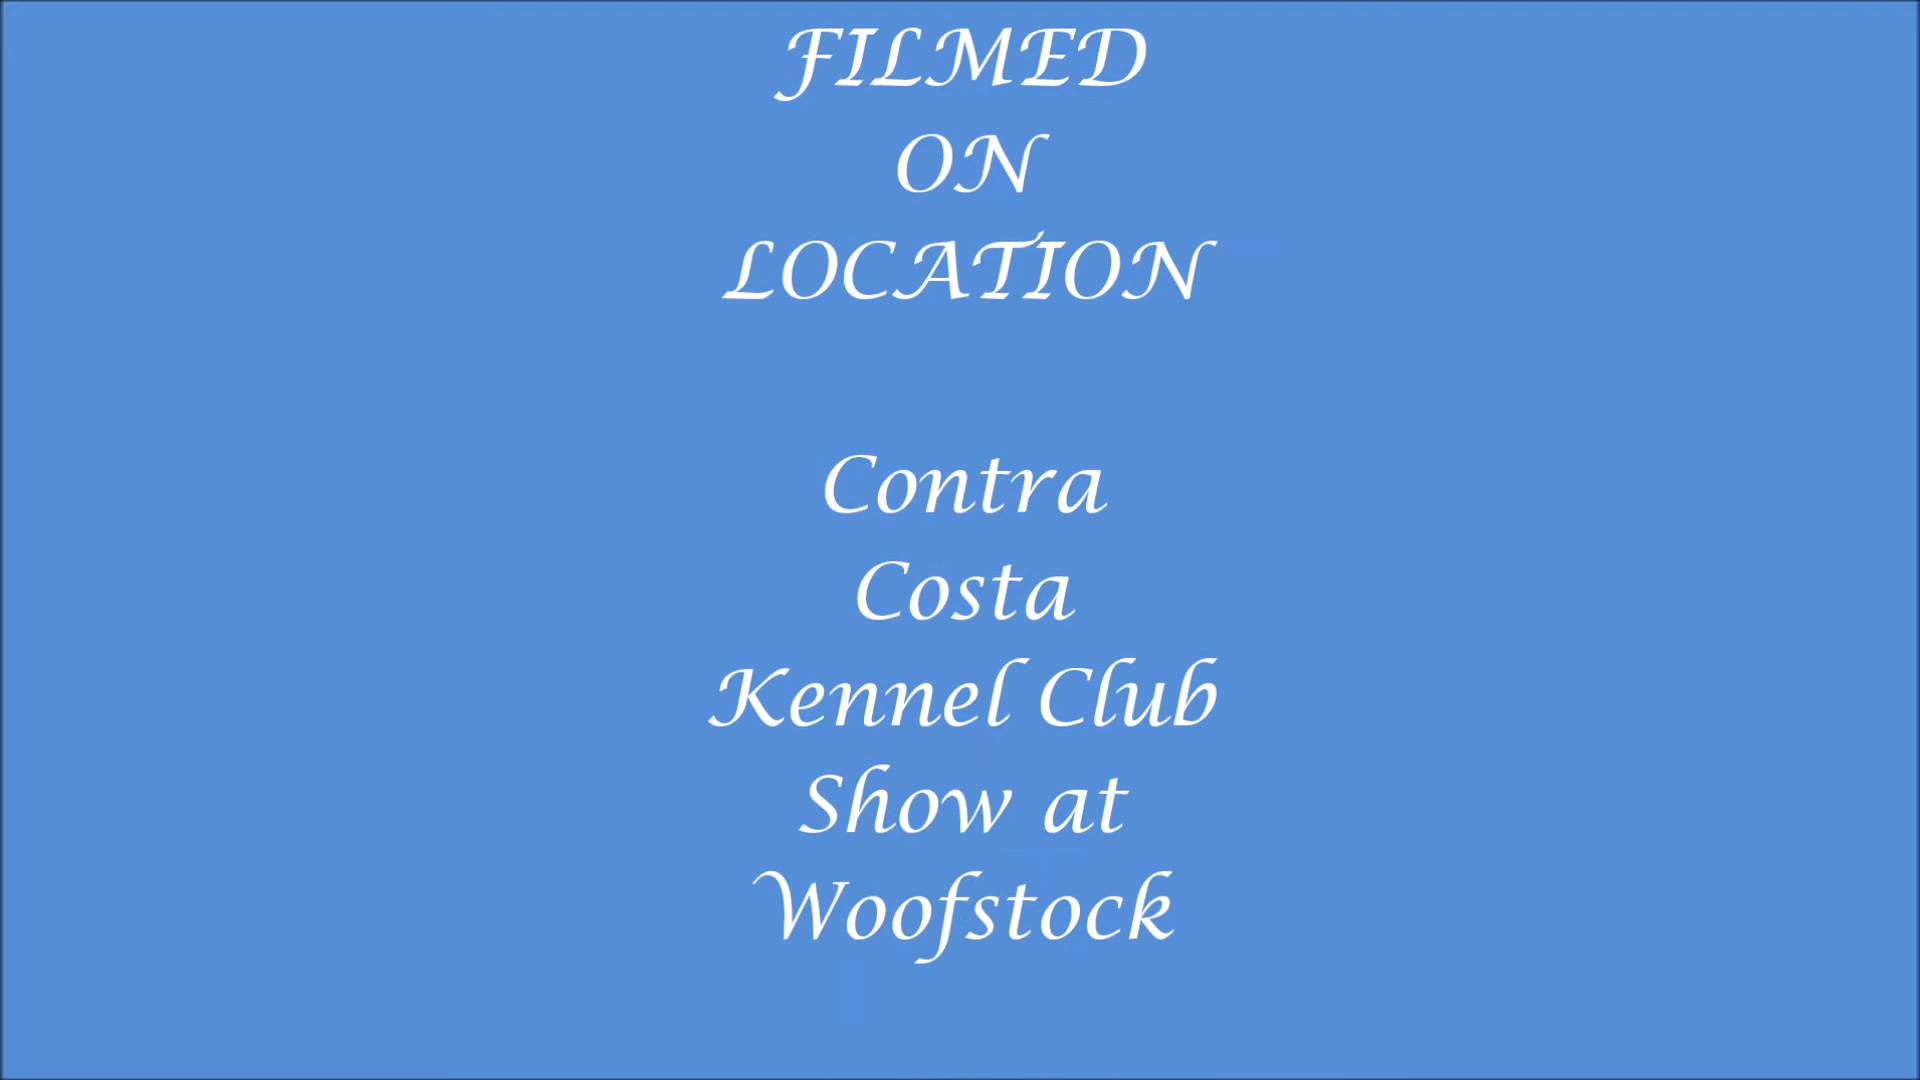 FILMED
ON
LOCATION
Contra
Costa
Kennel Club
Show at
Woofstock